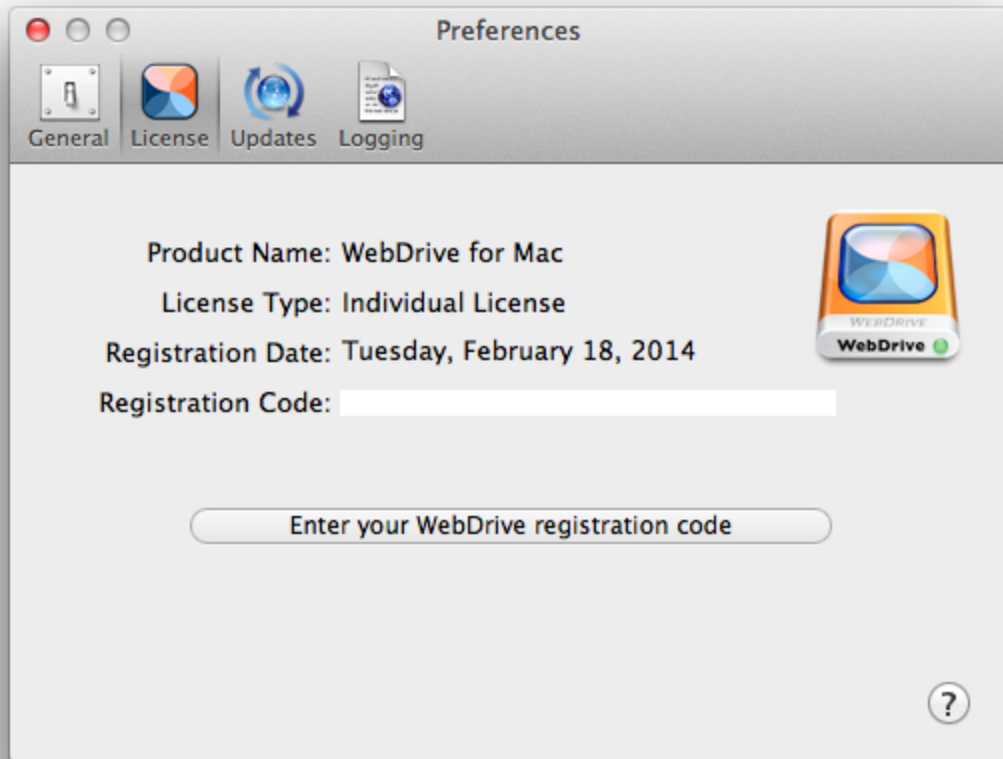 Preferences
General License Updates Logging
Product Name: WebDrive for Mac
License Type: Individual License
Registration Date: Tuesday, February 18, 2014
Registration Code:
WEBDRIVE
WebDrive
Enter your WebDrive registration code
?